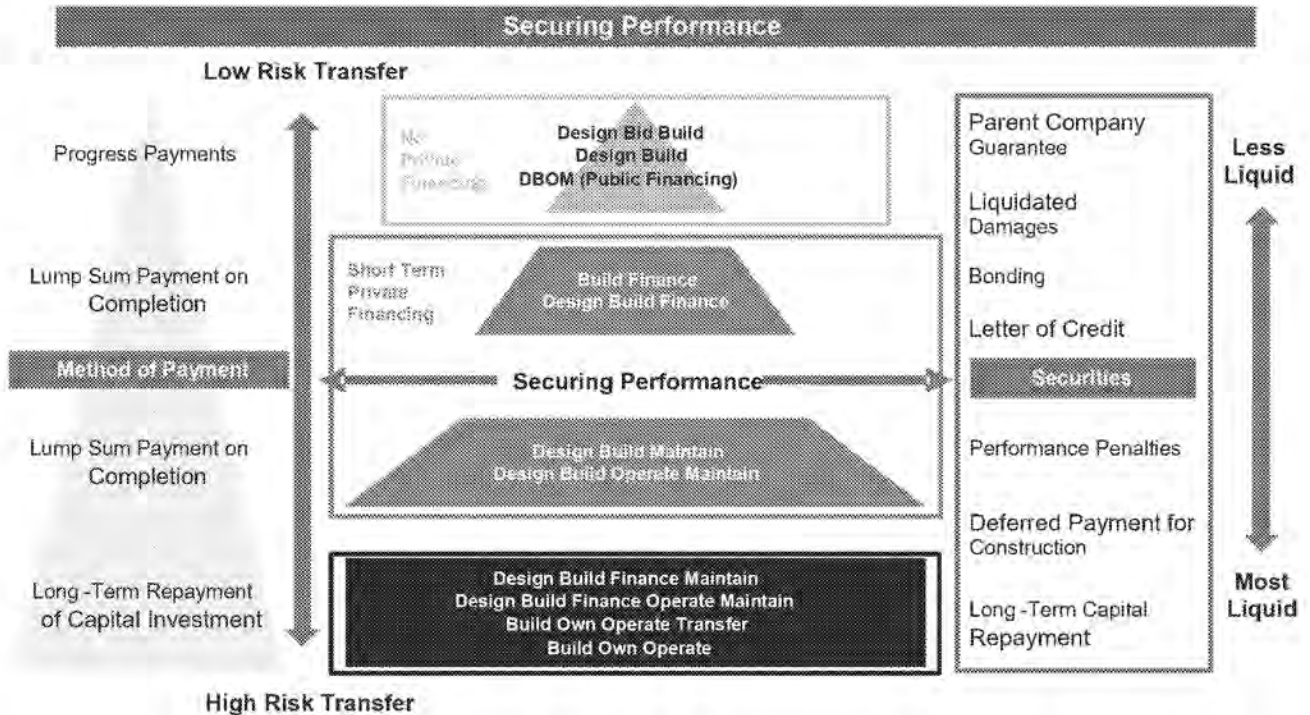 Securing Performance
Low Risk Transfer
Progress Payments
Lump Sum Payment on
Completion
Method of Payment
Lump Sum Payment on
Completion
Long -Term Repayment
of Capital Investment
High Risk Transfer
No
Private
Financing
Design Bid Build
Design Build
DBOM (Public Financing)
Short Term
Private
Financing
Build Finance
Design Build Finance
Securing Performance
Design Build Maintain
Design Build Operate Maintain
Design Build Finance Maintain
Design Build Finance Operate Maintain
Build Own Operate Transfer
Build Own Operate
Parent Company
Guarantee
Liquidated
Damages
Bonding
Letter of Credit
Securities
Performance Penalties
Deferred Payment for
Construction
Long -Term Capital
Repayment
Less
Liquid
Most
Liquid